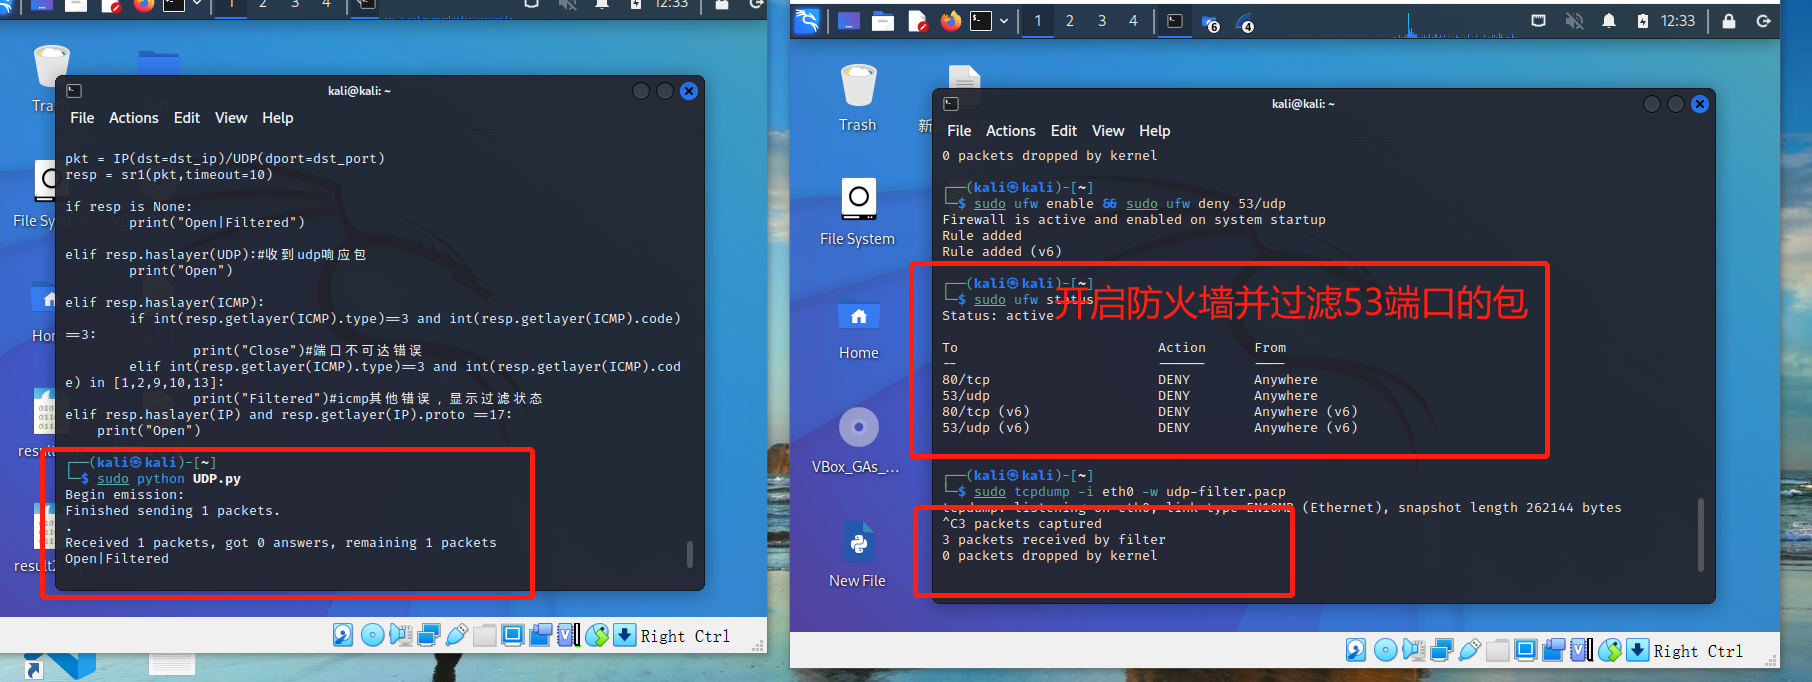 1 2 3 4
12:33
Tra
File Sy
Ho
resu
result
kali@kali: ~
File Actions Edit View Help
pkt = IP(dst=dst_ip)/UDP(dport=dst_port)
resp = sr1(pkt,timeout=10)
if resp is None:
print("Open|Filtered")
elif resp.haslayer(UDP):#收到udp响应包
print("Open")
elif resp.haslayer(ICMP):
if int(resp.getlayer(ICMP).type)==3 and int(resp.getlayer(ICMP).code)
==3:
print("Close")#端口不可达错误
elif int(resp.getlayer(ICMP).type)==3 and int(resp.getlayer(ICMP).cod
e) in [1,2,9,10,13]:
print("Filtered")#icmp其他错误，显示过滤状态
elif resp.haslayer(IP) and resp.getlayer(IP).proto ==17:
print("Open")
┌──(kali㉿kali)-[~]
└─$ sudo python UDP.py
Begin emission:
Finished sending 1 packets.
.
Received 1 packets, got 0 answers, remaining 1 packets
Open|Filtered
Right Ctrl
1 2 3 4
6
4
12:33
Trash
新
File System
Home
VBox_GAs_...
New File
kali@kali: ~
File Actions Edit View Help
0 packets dropped by kernel
┌──(kali㉿kali)-[~]
└─$ sudo ufw enable && sudo ufw deny 53/udp
Firewall is active and enabled on system startup
Rule added
Rule added (v6)
┌──(kali㉿kali)-[~]
└─$ sudo ufw status
Status: active
开启防火墙并过滤53端口的包
To Action From
-- ------ ----
80/tcp DENY Anywhere
53/udp DENY Anywhere
80/tcp (v6) DENY Anywhere (v6)
53/udp (v6) DENY Anywhere (v6)
┌──(kali㉿kali)-[~]
└─$ sudo tcpdump -i eth0 -w udp-filter.pacp
tcpdump: listening on eth0, link-type EN10MB (Ethernet), snapshot length 262144 bytes
^C3 packets captured
3 packets received by filter
0 packets dropped by kernel
Right Ctrl